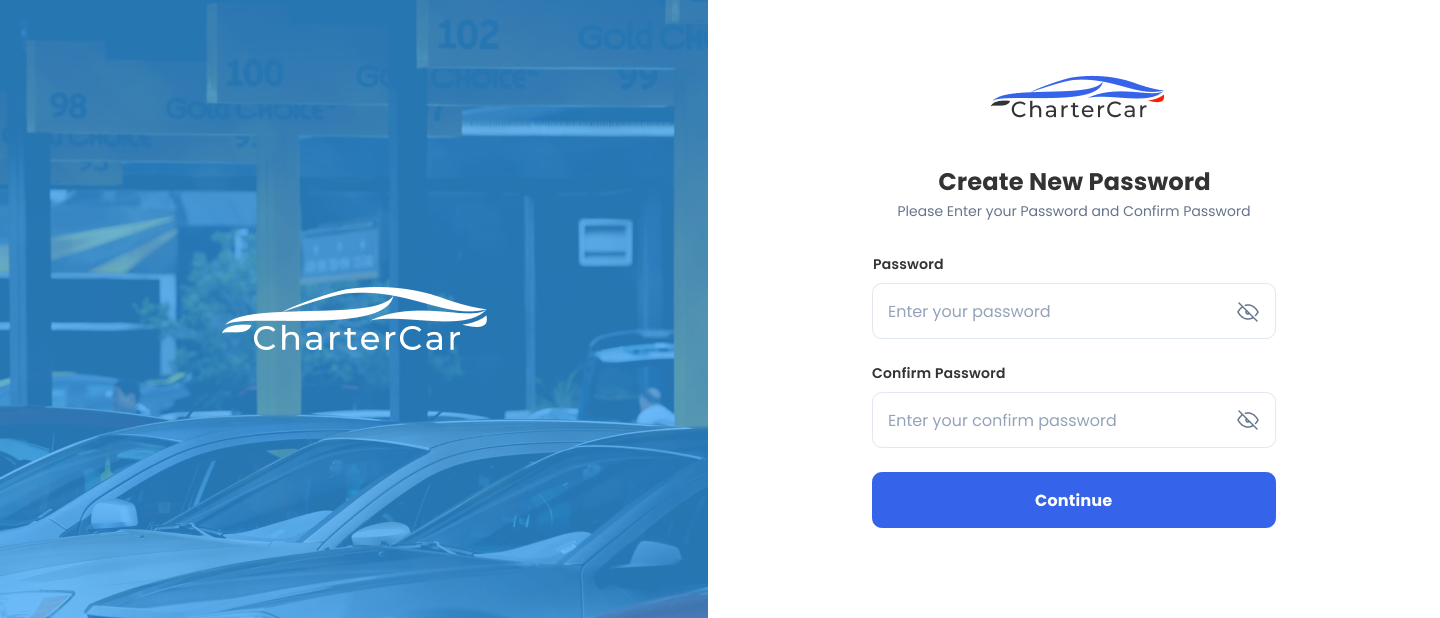 102
Gold Choice
100
Gold Choice
99
98
Gold Choice
CharterCar
CharterCar
Create New Password
Please Enter your Password and Confirm Password
Password
Enter your password
Confirm Password
Enter your confirm password
Continue